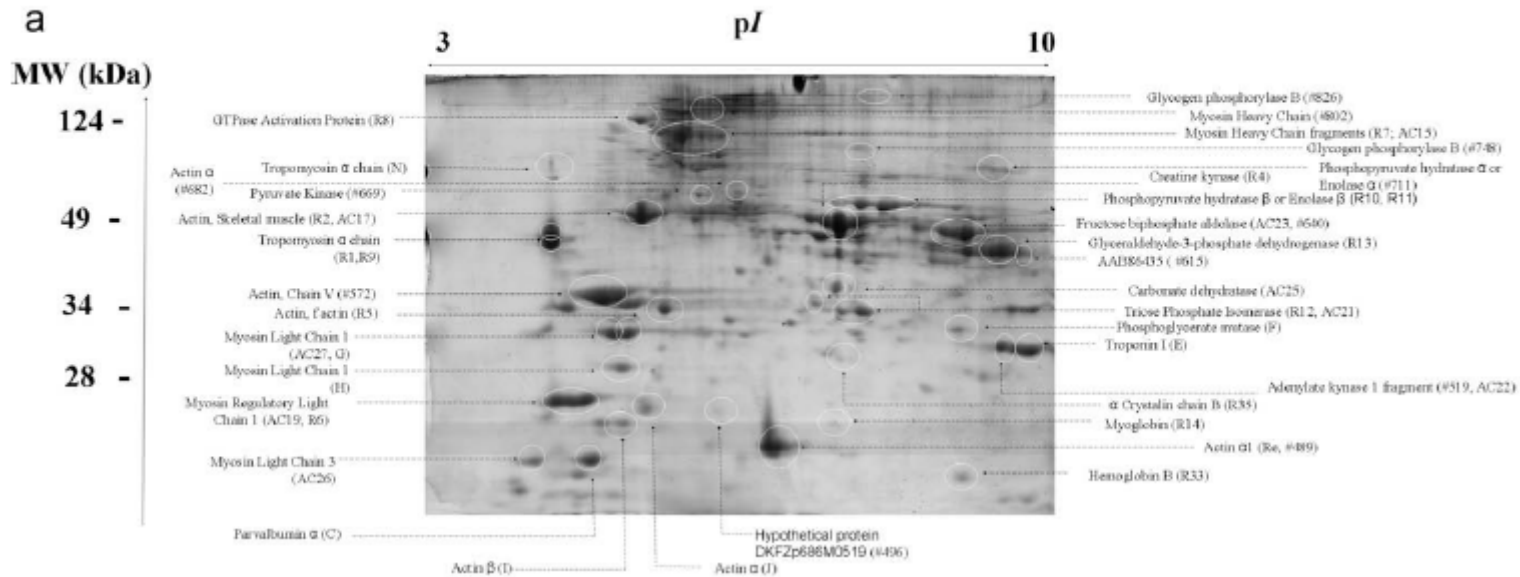 a
pI
3
10
MW (kDa)
124 -
49 -
34 -
28 -
GTPase Activation Protein (R8)
Tropomyosin α chain (N)
Actin α
(#682)
Pyruvate Kinase (#669)
Actin, Skeletal muscle (R2, AC17)
Tropomyosin α chain
(R1,R9)
Actin, Chain V (#572)
Actin, f'actin (R5)
Myosin Light Chain 1
(AC27, G)
Myosin Light Chain 1
(H)
Myosin Regulatory Light
Chain 1 (AC19, R6)
Myosin Light Chain 3
(AC26)
Parvalbumin α (C)
Actin β (I)
Actin α (J)
Hypothetical protein
DKFZp686M0519 (#496)
Glycogen phosphorylase B (#826)
Myosin Heavy Chain (#802)
Myosin Heavy Chain fragments (R7; AC15)
Glycogen phosphorylase B (#748)
Phosphopyruvate hydratase α or
Enolase α (#711)
Creatine kynase (R4)
Phosphopyruvate hydratase β or Enolase β (R10, R11)
Fructose biphosphate aldolase (AC23, #640)
Glyceraldehyde-3-phosphate dehydrogenase (R13)
AAB86435 ( #615)
Carbonate dehydratase (AC25)
Triose Phosphate Isomerase (R12, AC21)
Phosphoglycerate mutase (F)
Troponin I (E)
Adenylate kynase 1 fragment (#519, AC22)
α Crystalin chain B (R35)
Myoglobin (R14)
Actin α1 (Re, #489)
Hemoglobin B (R33)